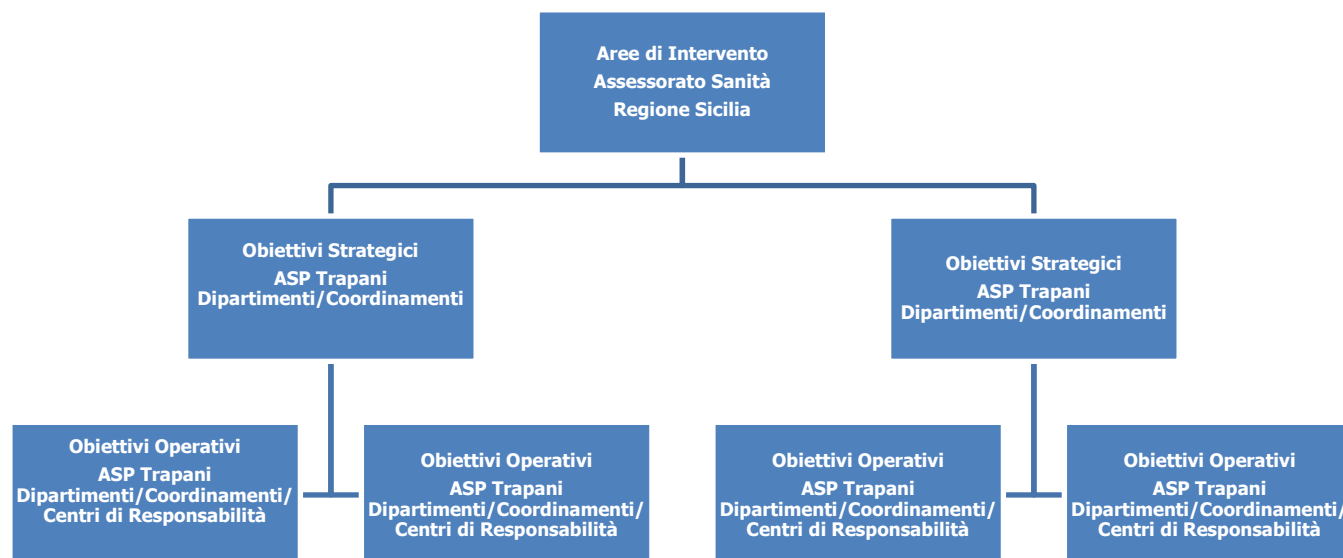 Aree di Intervento
Assessorato Sanità
Regione Sicilia
Obiettivi Strategici
ASP Trapani
Dipartimenti/Coordinamenti
Obiettivi Strategici
ASP Trapani
Dipartimenti/Coordinamenti
Obiettivi Operativi
ASP Trapani
Dipartimenti/Coordinamenti/
Centri di Responsabilità
Obiettivi Operativi
ASP Trapani
Dipartimenti/Coordinamenti/
Centri di Responsabilità
Obiettivi Operativi
ASP Trapani
Dipartimenti/Coordinamenti/
Centri di Responsabilità
Obiettivi Operativi
ASP Trapani
Dipartimenti/Coordinamenti/
Centri di Responsabilità